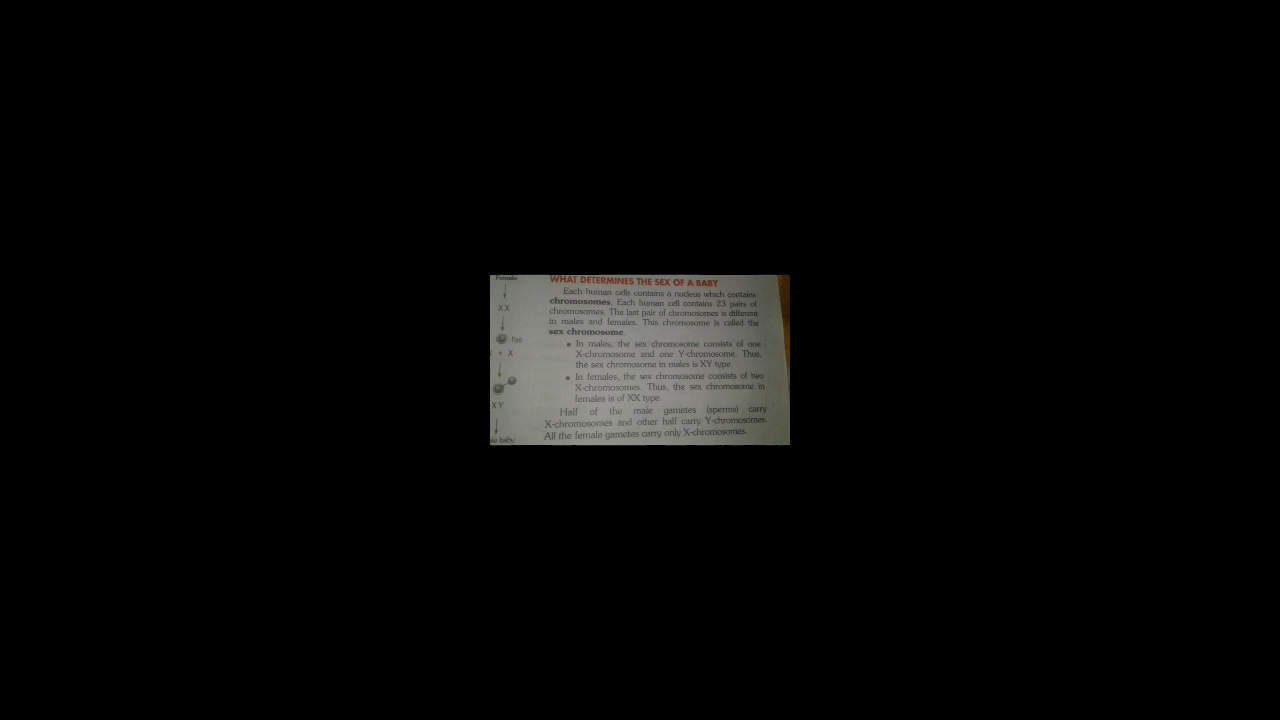 Female
XX
+ X
XY
baby
WHAT DETERMINES THE SEX OF A BABY
Each human cells contains a nucleus which contains
chromosomes. Each human cell contains 23 pairs of
chromosomes. The last pair of chromosomes is different
in males and females. This chromosome is called the
sex chromosome.
• In males, the sex chromosome consists of one
X-chromosome and one Y-chromosome. Thus,
the sex chromosome in males is XY type.
• In females, the sex chromosome consists of two
X-chromosomes. Thus, the sex chromosome in
females is of XX type.
Half of the male gametes (sperms) carry
X-chromosomes and other half carry Y-chromosomes.
All the female gametes carry only X-chromosomes.